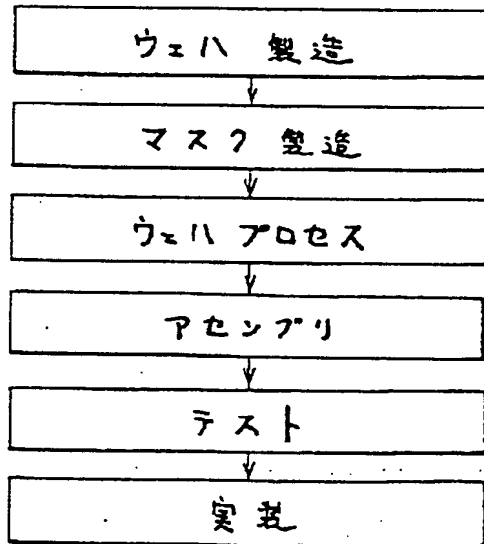 ウェハ 製造
マスク 製造
ウェハ プロセス
アセンブリ
テスト
実装